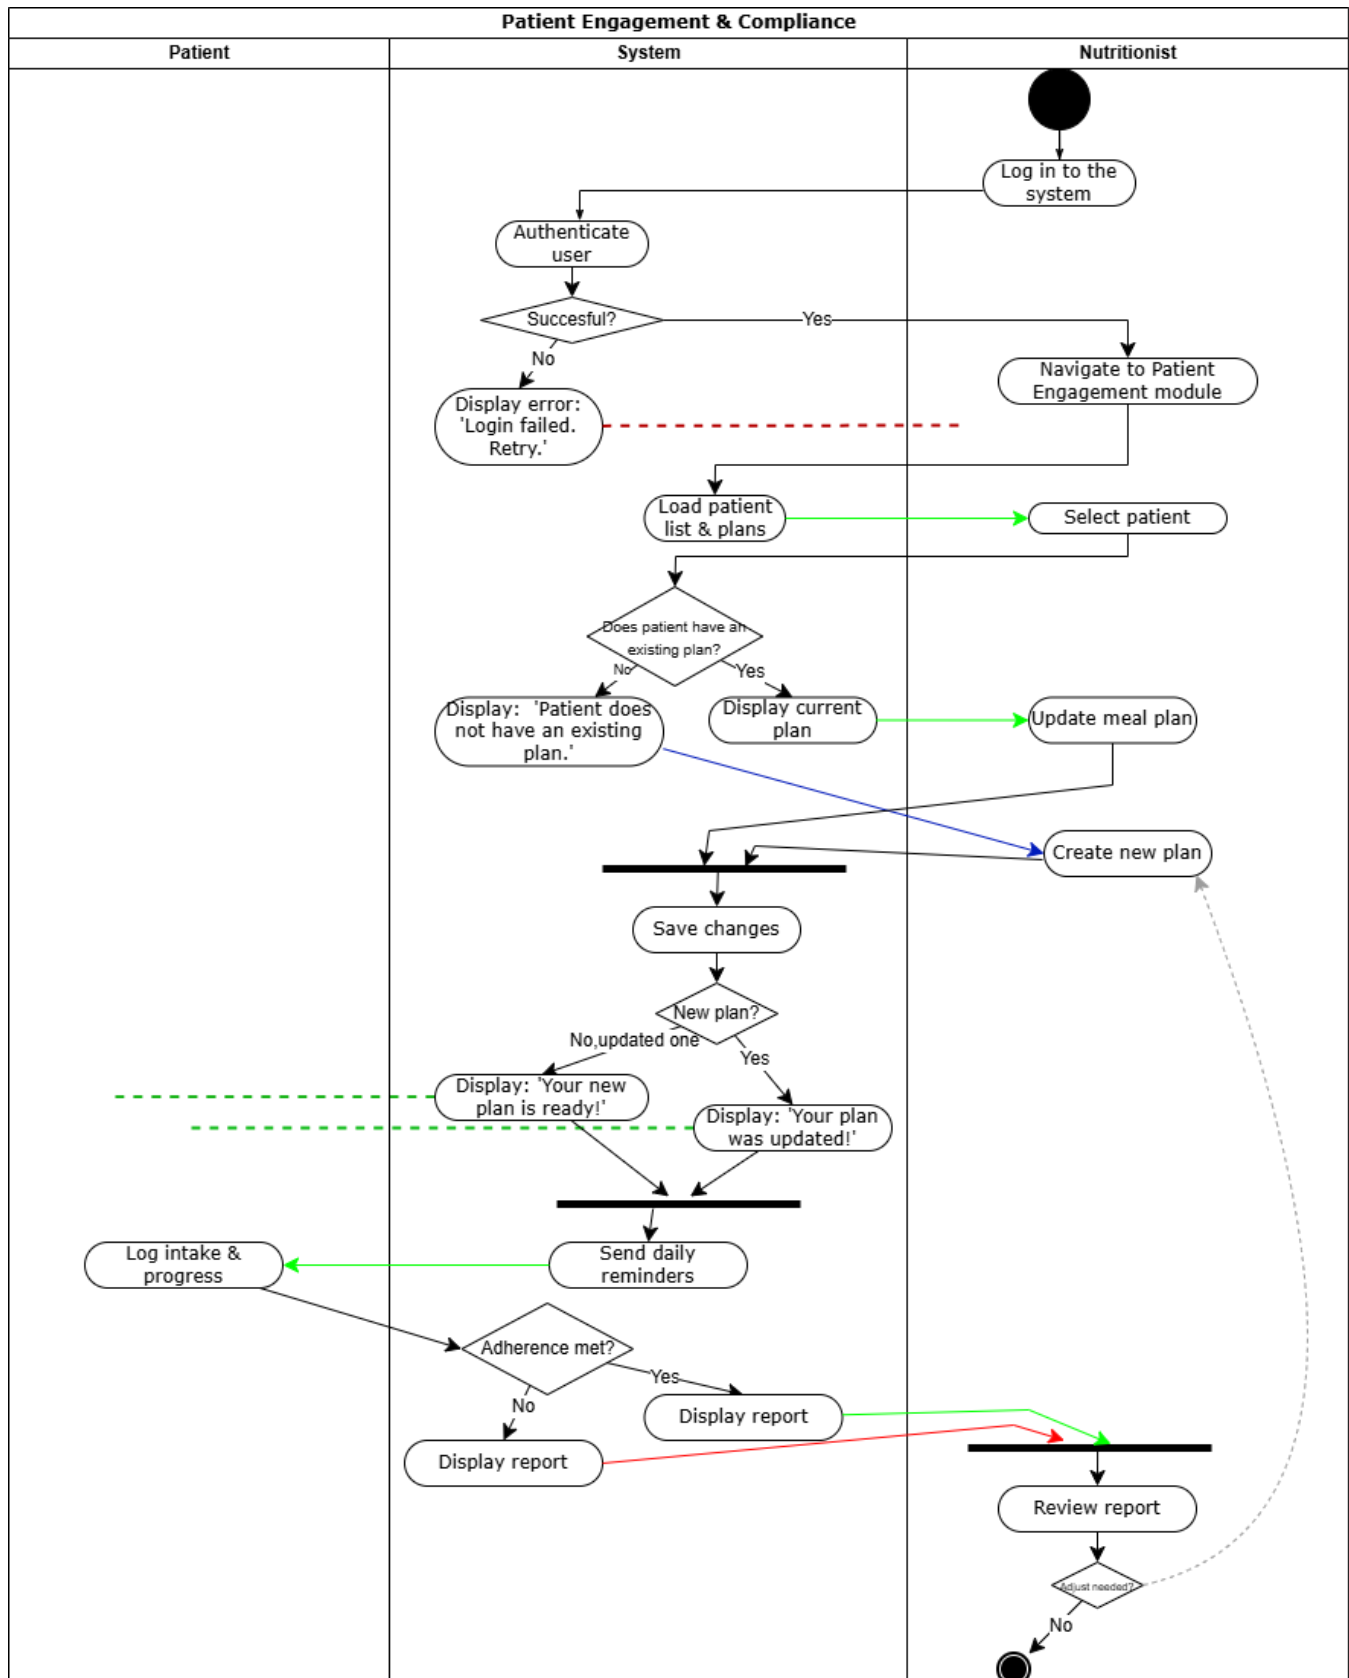 Patient Engagement & Compliance
Patient
System
Nutritionist
Log in to the
system
Authenticate
user
Succesful?
Yes
No
Navigate to Patient
Engagement module
Display error:
'Login failed.
Retry.'
Load patient
list & plans
Select patient
Does patient have an
existing plan?
No
Yes
Display:  'Patient does
not have an existing
plan.'
Display current
plan
Update meal plan
Create new plan
Save changes
New plan?
No,updated one
Yes
Display: 'Your new
plan is ready!'
Display: 'Your plan
was updated!'
Log intake &
progress
Send daily
reminders
Adherence met?
Yes
No
Display report
Display report
Review report
Adjust needed?
No